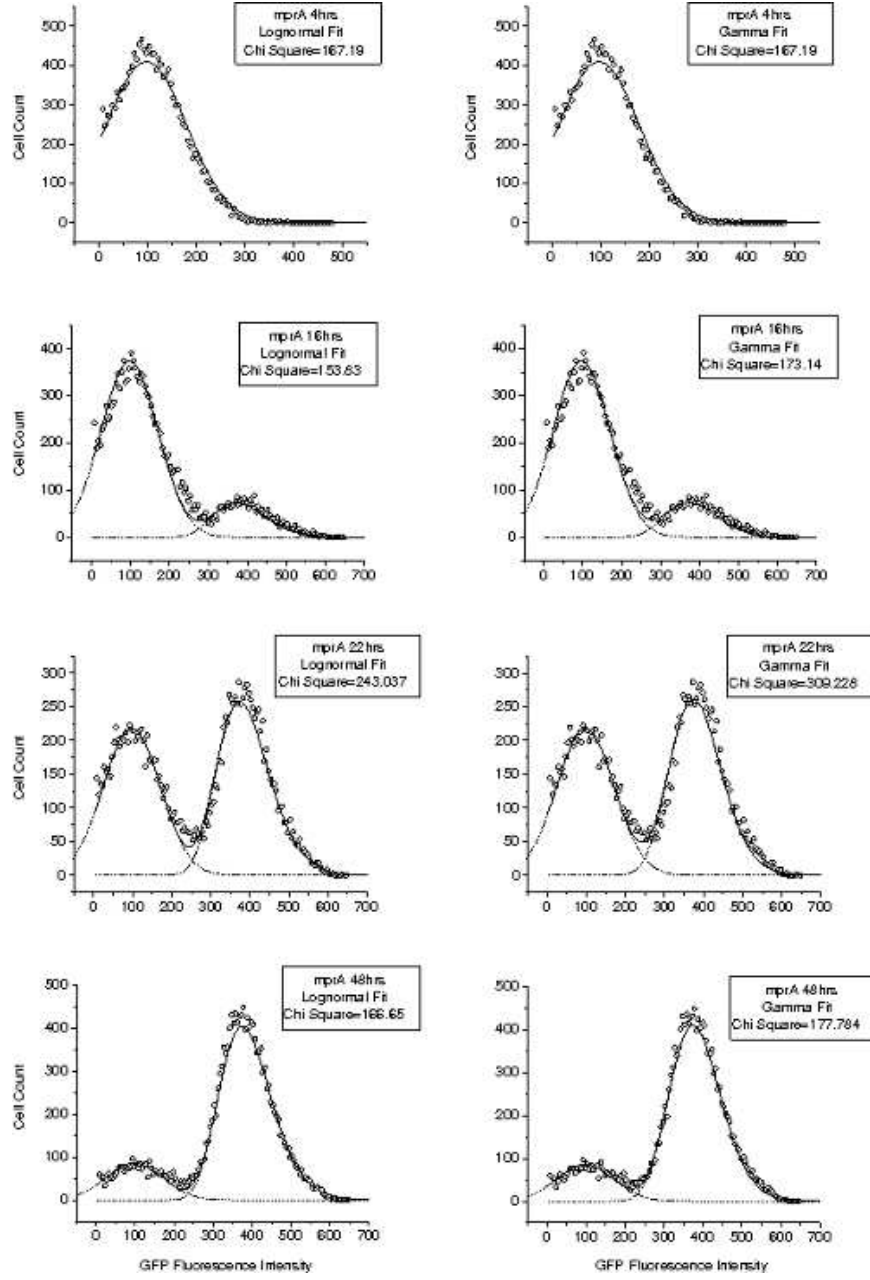 mprA 4hrs
Lognormal Fit
Chi Square=167.19
Cell Count
500
400
300
200
100
0
0 100 200 300 400 500
mprA 4hrs
Gamma Fit
Chi Square=167.19
Cell Count
500
400
300
200
100
0
0 100 200 300 400 500
mprA 16hrs
Lognormal Fit
Chi Square=153.63
Cell Count
400
300
200
100
0
0 100 200 300 400 500 600 700
mprA 16hrs
Gamma Fit
Chi Square=173.14
400
300
200
100
0
0 100 200 300 400 500 600 700
mprA 22hrs
Lognormal Fit
Chi Square=243.037
Cell Count
300
250
200
150
100
50
0
0 100 200 300 400 500 600 700
mprA 22hrs
Gamma Fit
Chi Square=309.228
300
250
200
150
100
50
0
0 100 200 300 400 500 600 700
mprA 48hrs
Lognormal Fit
Chi Square=166.65
Cell Count
500
400
300
200
100
0
0 100 200 300 400 500 600 700
GFP Fluorescence Intensity
mprA 48hrs
Gamma Fit
Chi Square=177.784
500
400
300
200
100
0
0 100 200 300 400 500 600 700
GFP Fluorescence Intensity